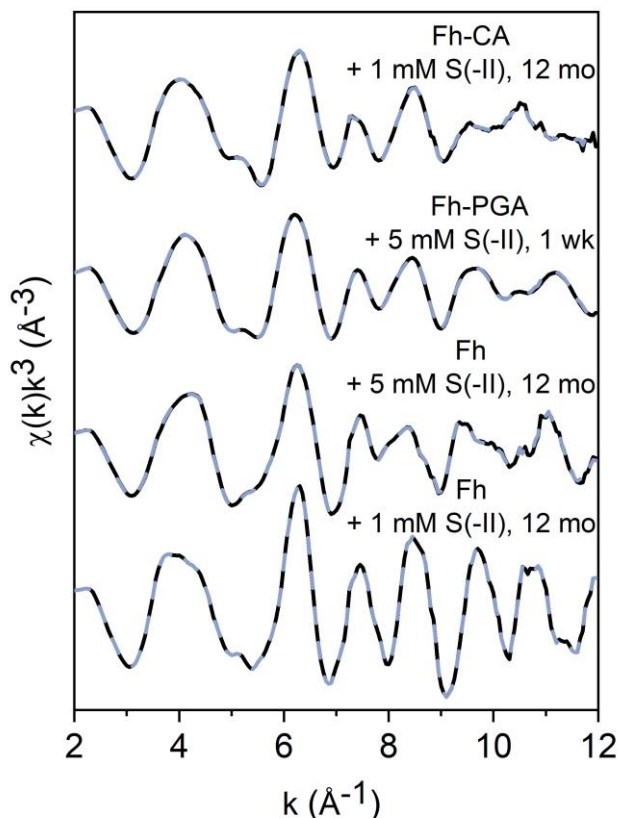 Fh-CA
+ 1 mM S(-II), 12 mo
Fh-PGA
+ 5 mM S(-II), 1 wk
Fh
+ 5 mM S(-II), 12 mo
Fh
+ 1 mM S(-II), 12 mo
χ(k)k³ (Å⁻³)
2 4 6 8 10 12
k (Å⁻¹)